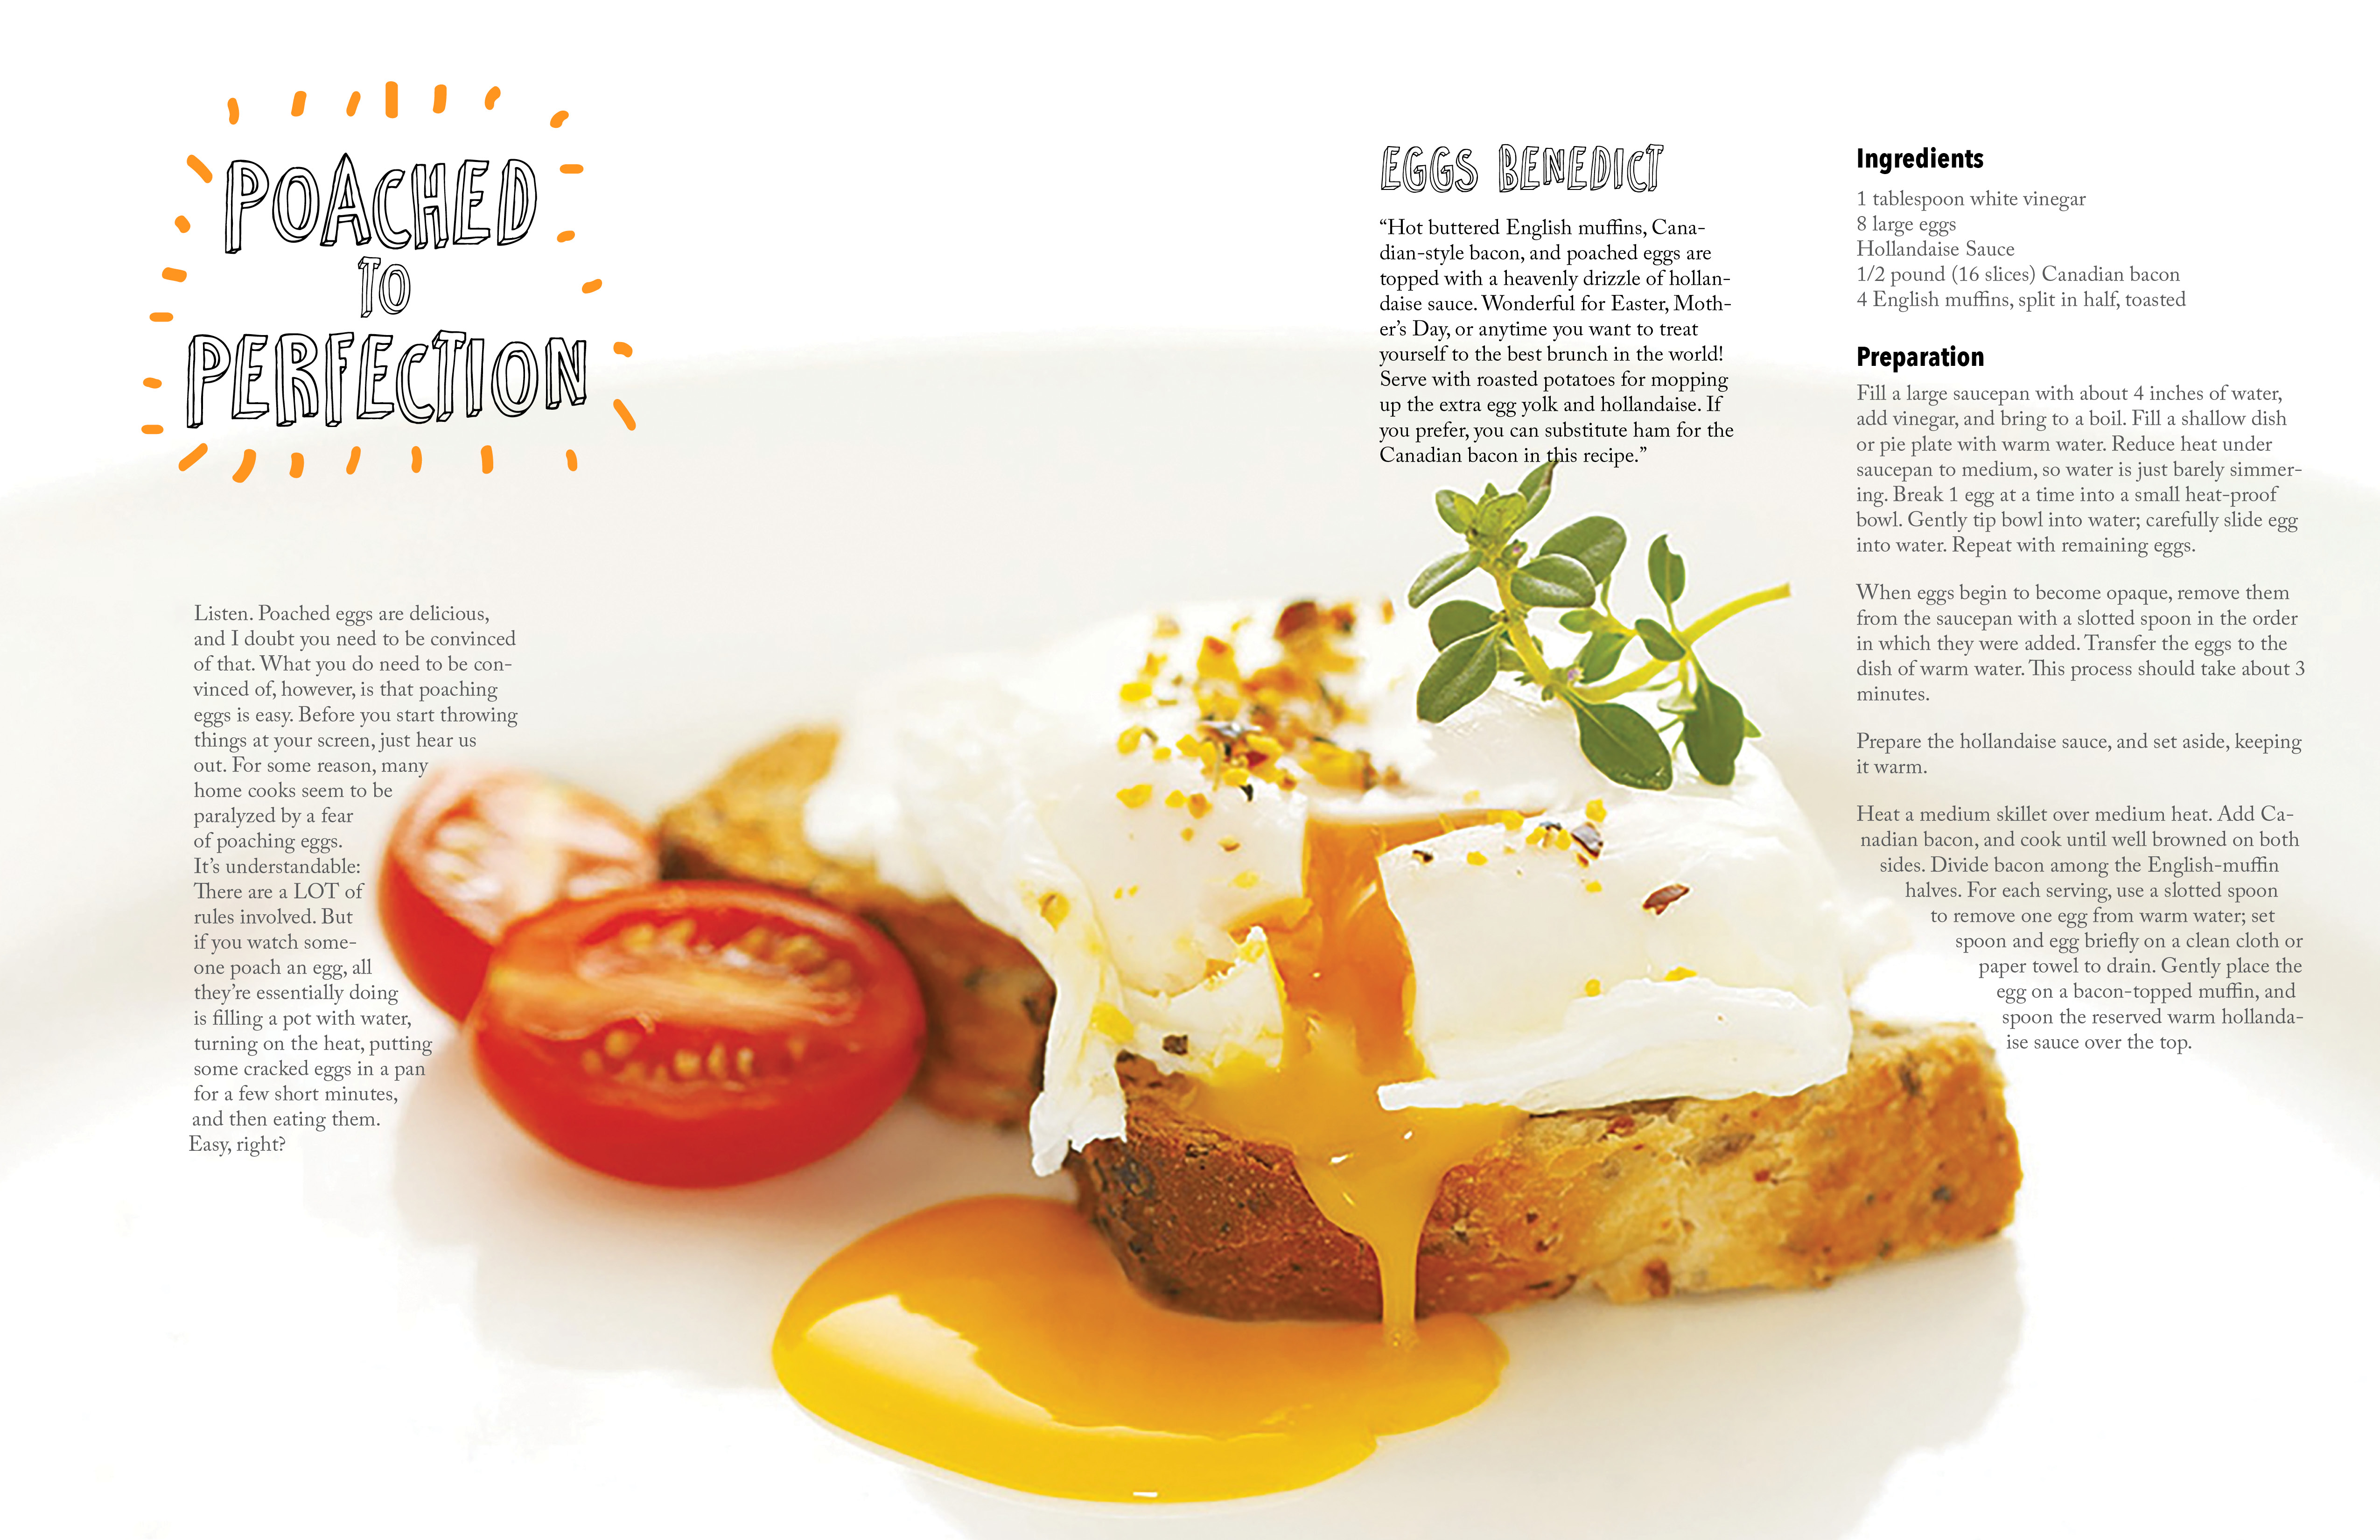 POACHED
TO
PERFECTION
Listen. Poached eggs are delicious,
and I doubt you need to be convinced
of that. What you do need to be con-
vinced of, however, is that poaching
eggs is easy. Before you start throwing
things at your screen, just hear us
out. For some reason, many
home cooks seem to be
paralyzed by a fear
of poaching eggs.
It’s understandable:
There are a LOT of
rules involved. But
if you watch some-
one poach an egg, all
they’re essentially doing
is filling a pot with water,
turning on the heat, putting
some cracked eggs in a pan
for a few short minutes,
and then eating them.
Easy, right?
EGGS BENEDICT
“Hot buttered English muffins, Cana-
dian-style bacon, and poached eggs are
topped with a heavenly drizzle of hollan-
daise sauce. Wonderful for Easter, Moth-
er’s Day, or anytime you want to treat
yourself to the best brunch in the world!
Serve with roasted potatoes for mopping
up the extra egg yolk and hollandaise. If
you prefer, you can substitute ham for the
Canadian bacon in this recipe.”
Ingredients
1 tablespoon white vinegar
8 large eggs
Hollandaise Sauce
1/2 pound (16 slices) Canadian bacon
4 English muffins, split in half, toasted
Preparation
Fill a large saucepan with about 4 inches of water,
add vinegar, and bring to a boil. Fill a shallow dish
or pie plate with warm water. Reduce heat under
saucepan to medium, so water is just barely simmer-
ing. Break 1 egg at a time into a small heat-proof
bowl. Gently tip bowl into water; carefully slide egg
into water. Repeat with remaining eggs.
When eggs begin to become opaque, remove them
from the saucepan with a slotted spoon in the order
in which they were added. Transfer the eggs to the
dish of warm water. This process should take about 3
minutes.
Prepare the hollandaise sauce, and set aside, keeping
it warm.
Heat a medium skillet over medium heat. Add Ca-
nadian bacon, and cook until well browned on both
sides. Divide bacon among the English-muffin
halves. For each serving, use a slotted spoon
to remove one egg from warm water; set
spoon and egg briefly on a clean cloth or
paper towel to drain. Gently place the
egg on a bacon-topped muffin, and
spoon the reserved warm hollanda-
ise sauce over the top.